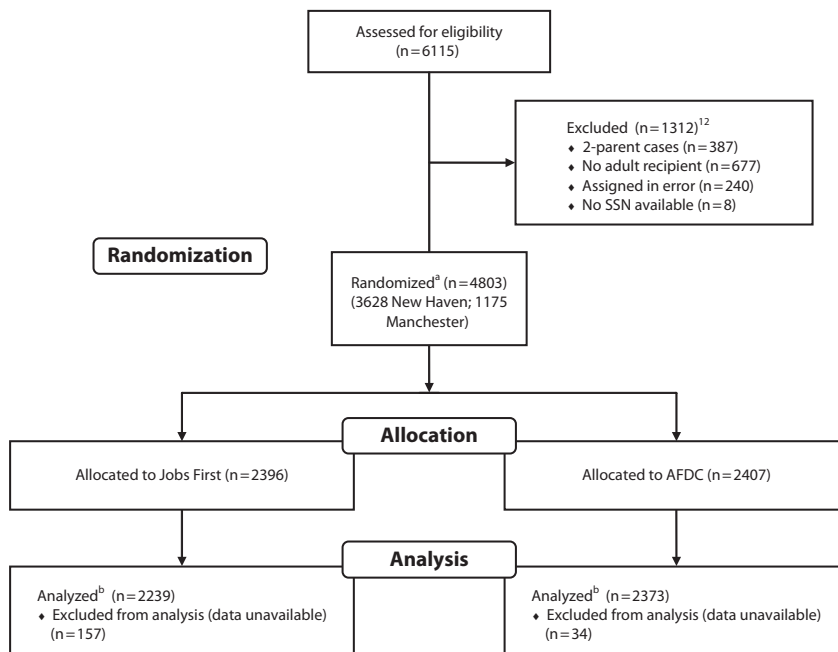 Assessed for eligibility
(n=6115)
Excluded (n=1312)¹²
♦ 2-parent cases (n=387)
♦ No adult recipient (n=677)
♦ Assigned in error (n=240)
♦ No SSN available (n=8)
Randomization
Randomizedᵃ (n=4803)
(3628 New Haven; 1175
Manchester)
Allocation
Allocated to Jobs First (n=2396)
Allocated to AFDC (n=2407)
Analysis
Analyzedᵇ (n=2239)
♦ Excluded from analysis (data unavailable)
(n=157)
Analyzedᵇ (n=2373)
♦ Excluded from analysis (data unavailable)
(n=34)